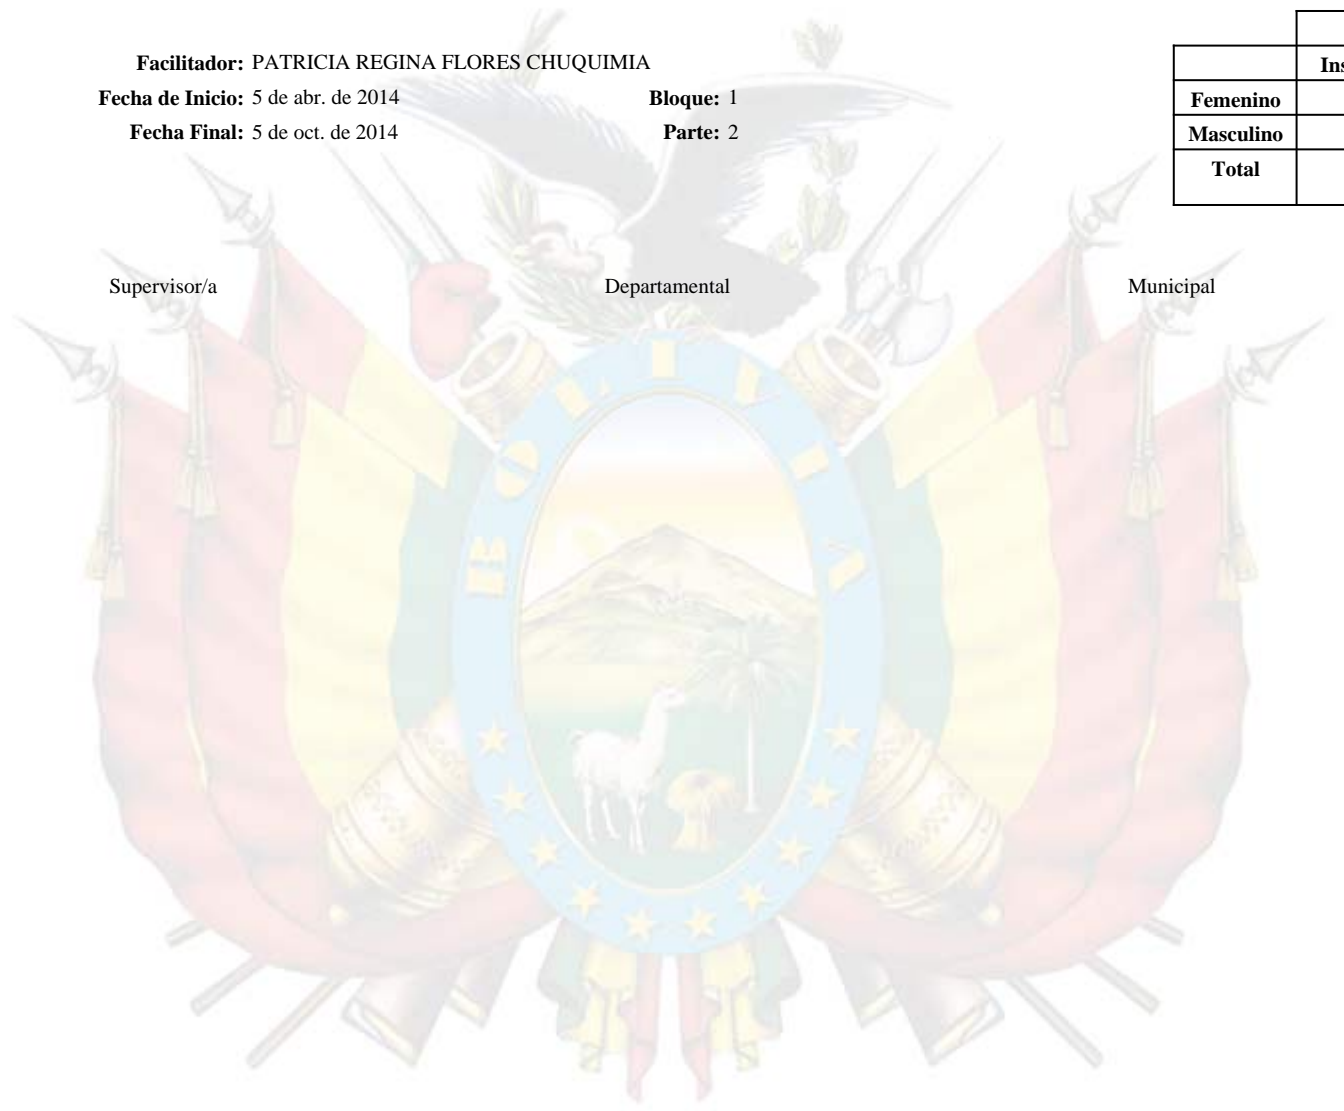 Facilitador: PATRICIA REGINA FLORES CHUQUIMIA
Fecha de Inicio: 5 de abr. de 2014 Bloque: 1
Fecha Final: 5 de oct. de 2014 Parte: 2
Femenino
Masculino
Total
Supervisor/a Departamental Municipal
BOLIVIA